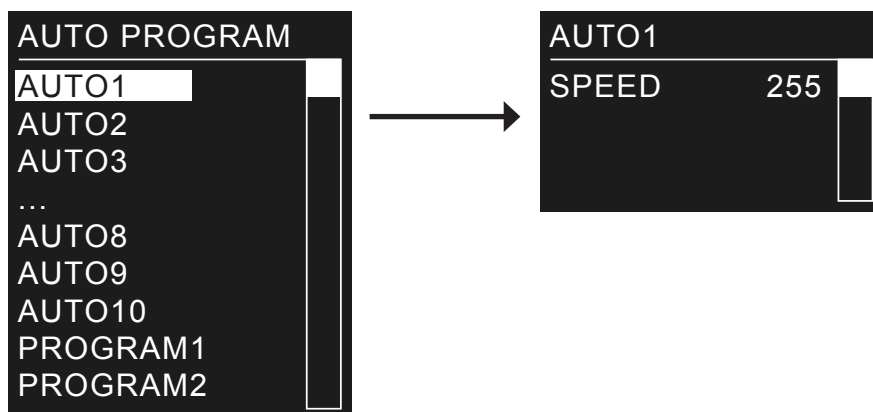 AUTO PROGRAM
AUTO1
AUTO2
AUTO3
...
AUTO8
AUTO9
AUTO10
PROGRAM1
PROGRAM2
AUTO1
SPEED 255